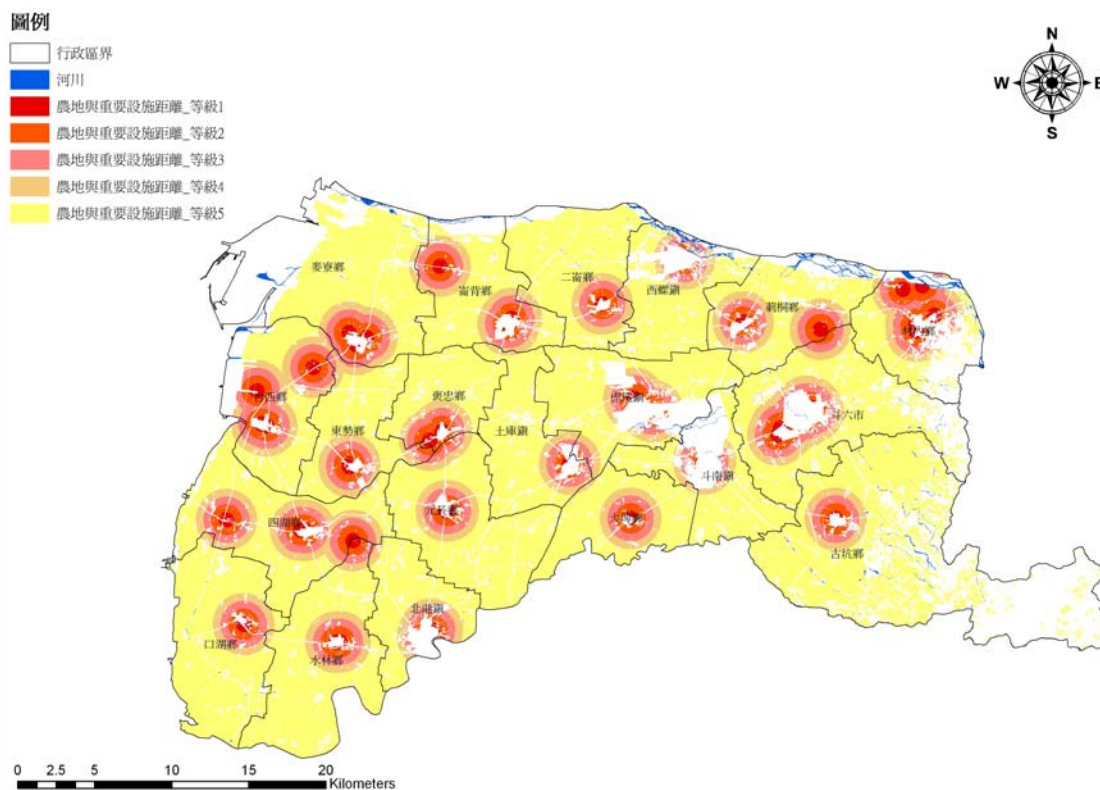 圖例
行政區界
河川
農地與重要設施距離_等級1
農地與重要設施距離_等級2
農地與重要設施距離_等級3
農地與重要設施距離_等級4
農地與重要設施距離_等級5
N
W
E
S
麥寮鄉
崙背鄉
二崙鄉
西螺鎮
莿桐鄉
林內鄉
台西鄉
東勢鄉
褒忠鄉
土庫鎮
虎尾鎮
斗南鎮
斗六市
四湖鄉
元長鄉
大埤鄉
古坑鄉
口湖鄉
水林鄉
北港鎮
0 2.5 5 10 15 20
Kilometers